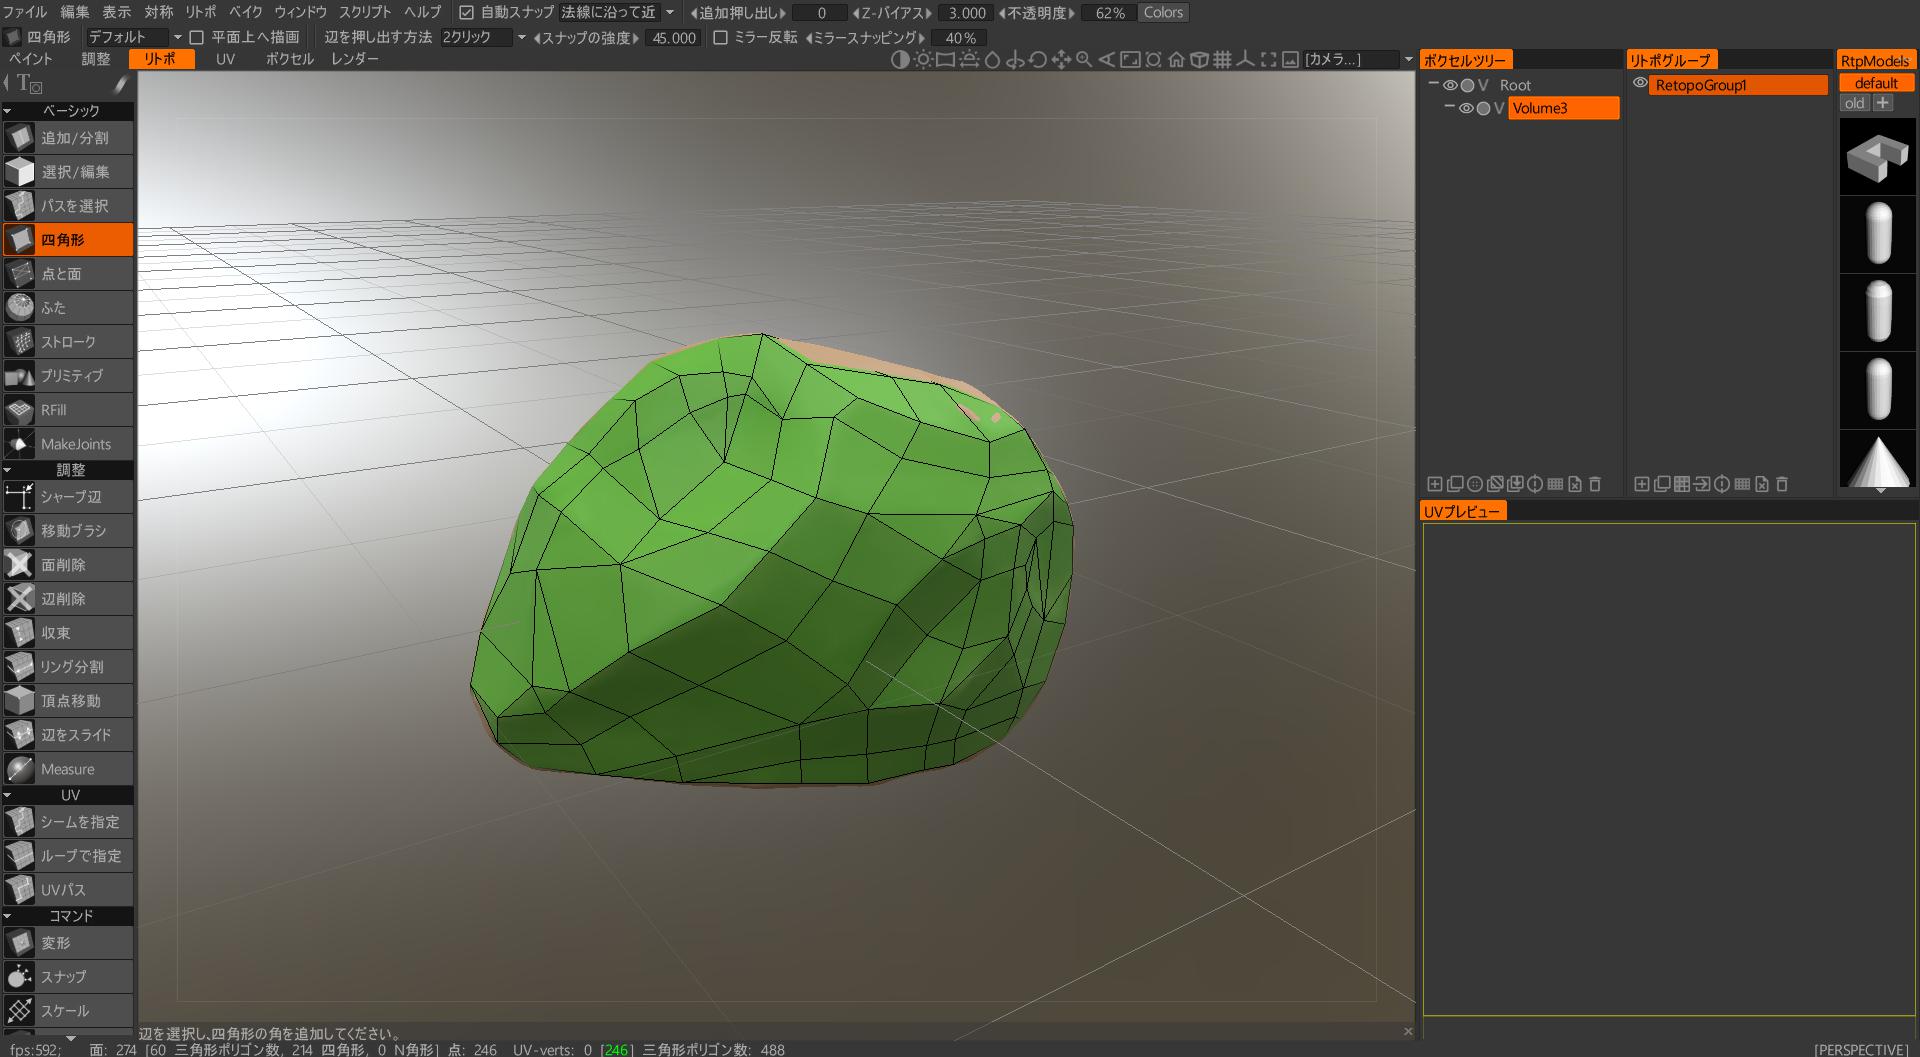 ファイル 編集 表示 対称 リトポ ベイク ウィンドウ スクリプト ヘルプ 自動スナップ 法線に沿って近 追加押し出し 0 Z-バイアス 3.000 不透明度 62% Colors
四角形 デフォルト 平面上へ描画 辺を押し出す方法 2クリック スナップの強度 45.000 ミラー反転 ミラースナッピング 40%
ペイント 調整 リトポ UV ボクセル レンダー [カメラ...]
ボクセルツリー
Root
Volume3
リトポグループ
RetopoGroup1
RtpModels
default
old +
ベーシック
追加/分割
選択/編集
パスを選択
四角形
点と面
ふた
ストローク
プリミティブ
RFill
MakeJoints
調整
シャープ辺
移動ブラシ
面削除
辺削除
収束
リング分割
頂点移動
辺をスライド
Measure
UV
シームを指定
ループで指定
UVパス
コマンド
変形
スナップ
スケール
UVプレビュー
辺を選択し、四角形の角を追加してください。
fps:592; 面: 274 [60 三角形ポリゴン数, 214 四角形, 0 N角形] 点: 246 UV-verts: 0 [246] 三角形ポリゴン数: 488 [PERSPECTIVE]